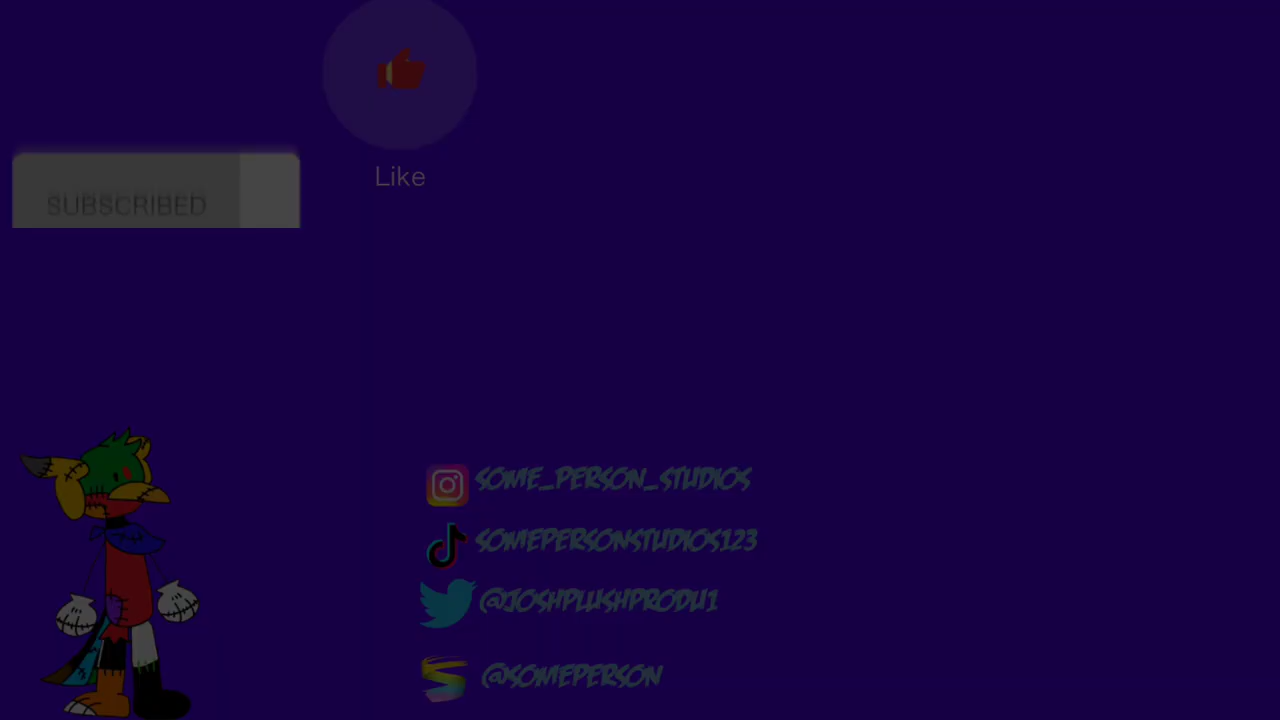 Like
SUBSCRIBED
SOME_PERSON_STUDIOS
SOMEPERSONSTUDIOS123
@JOSHPLUSHPRODU1
@SOMEPERSON